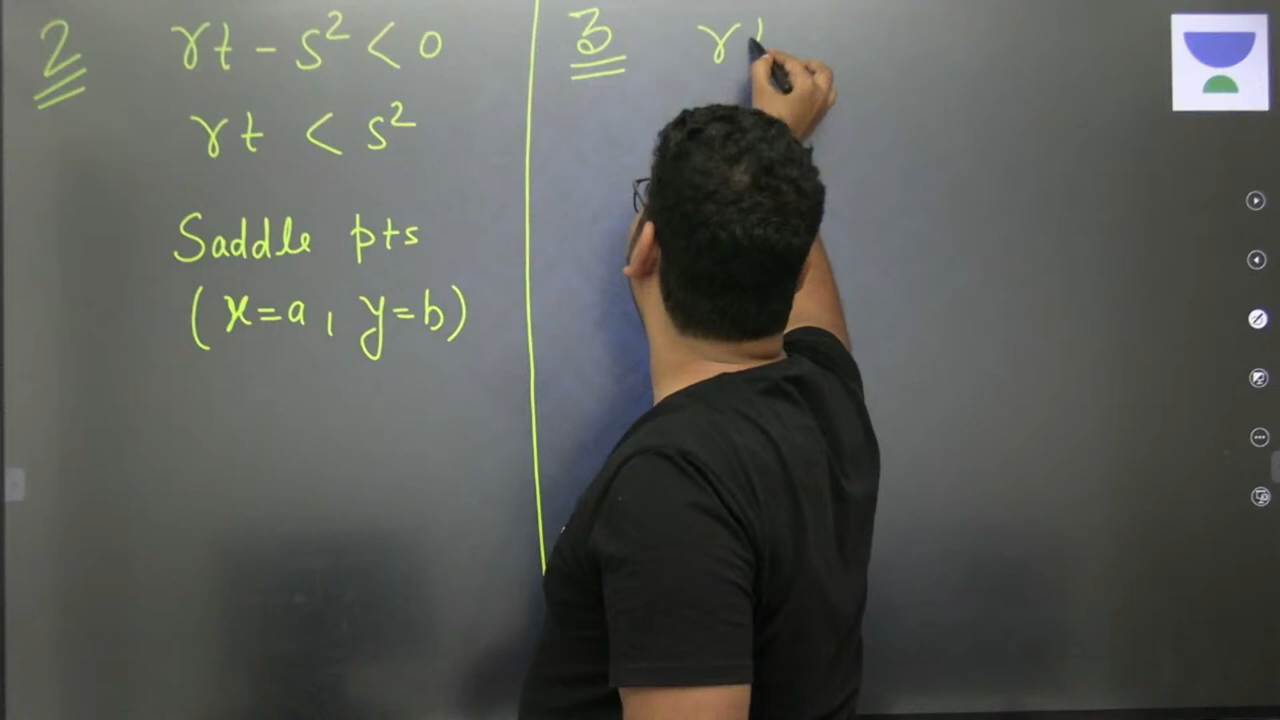 2
rt - s² < 0
rt < s²
Saddle pts
(x=a, y=b)
3
r